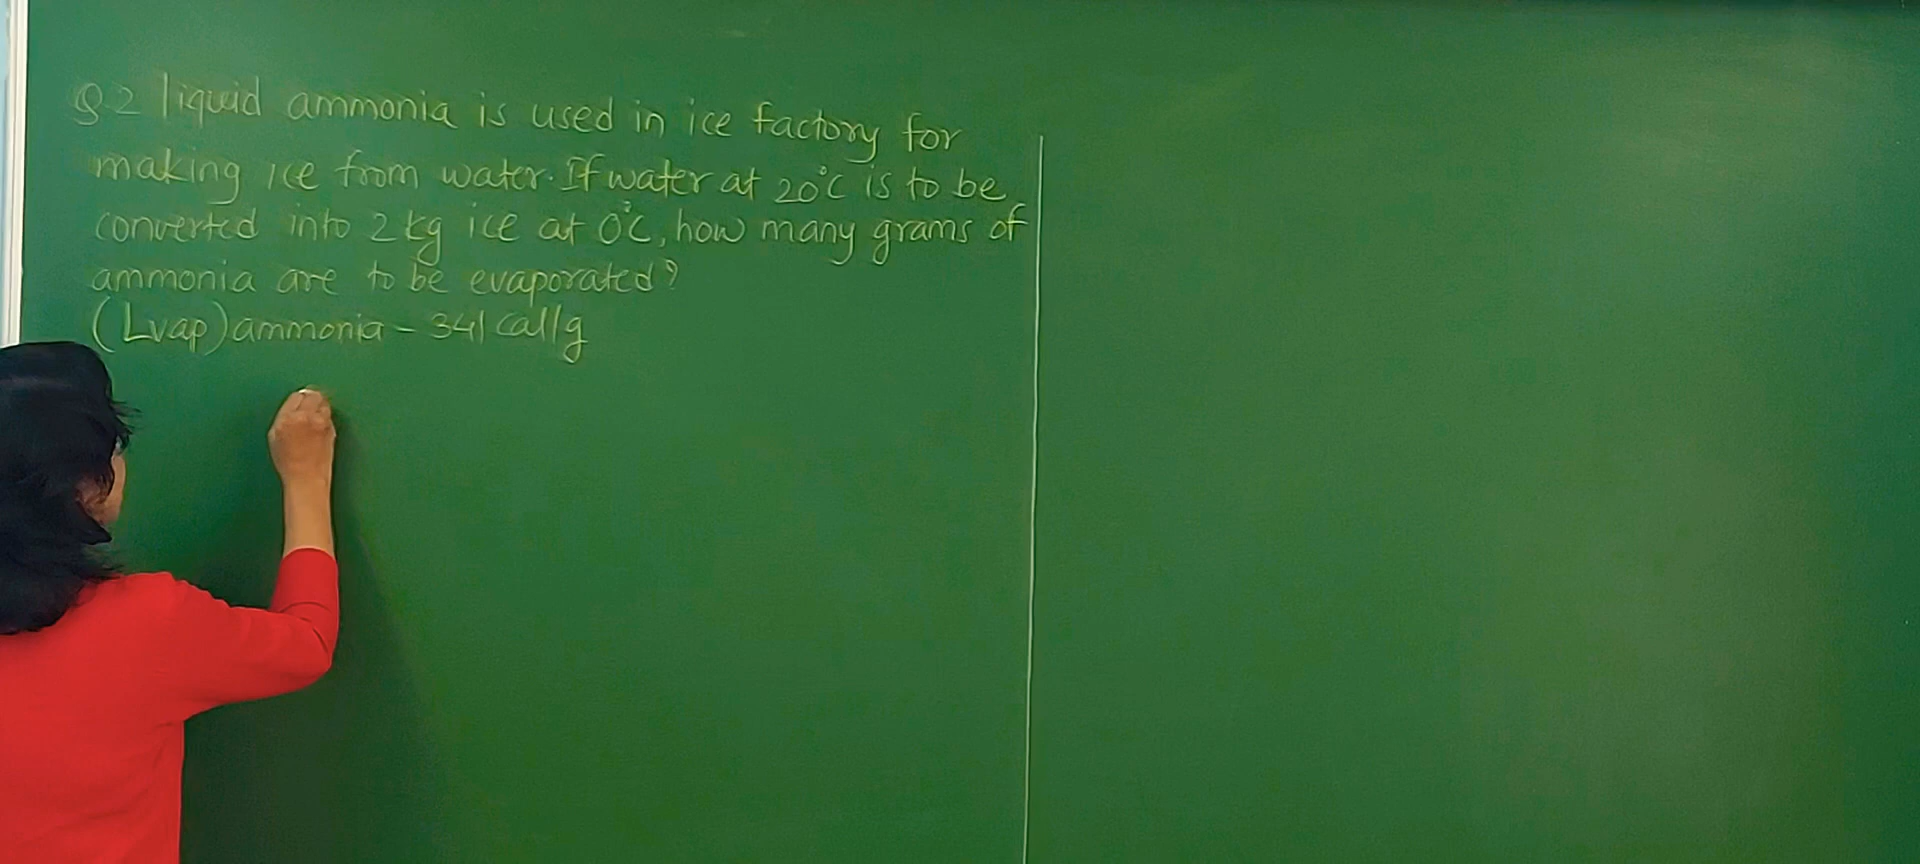 Q.2 liquid ammonia is used in ice factory for
making ice from water. If water at 20°C is to be
converted into 2 kg ice at 0°C, how many grams of
ammonia are to be evaporated?
(Lvap)ammonia - 341 cal/g